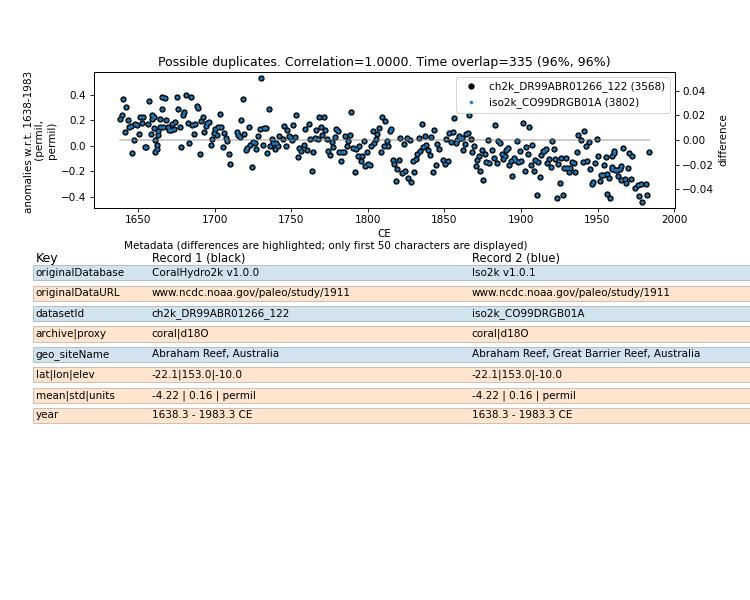 Possible duplicates. Correlation=1.0000. Time overlap=335 (96%, 96%)
anomalies w.r.t. 1638-1983
(permil,
permil)
0.4
0.2
0.0
−0.2
−0.4
ch2k_DR99ABR01266_122 (3568)
iso2k_CO99DRGB01A (3802)
0.04
0.02
0.00
−0.02
−0.04
difference
1650 1700 1750 1800 1850 1900 1950 2000
CE
Metadata (differences are highlighted; only first 50 characters are displayed)
Key Record 1 (black) Record 2 (blue)
originalDatabase CoralHydro2k v1.0.0 Iso2k v1.0.1
originalDataURL www.ncdc.noaa.gov/paleo/study/1911 www.ncdc.noaa.gov/paleo/study/1911
datasetId ch2k_DR99ABR01266_122 iso2k_CO99DRGB01A
archive|proxy coral|d18O coral|d18O
geo_siteName Abraham Reef, Australia Abraham Reef, Great Barrier Reef, Australia
lat|lon|elev -22.1|153.0|-10.0 -22.1|153.0|-10.0
mean|std|units -4.22 | 0.16 | permil -4.22 | 0.16 | permil
year 1638.3 - 1983.3 CE 1638.3 - 1983.3 CE